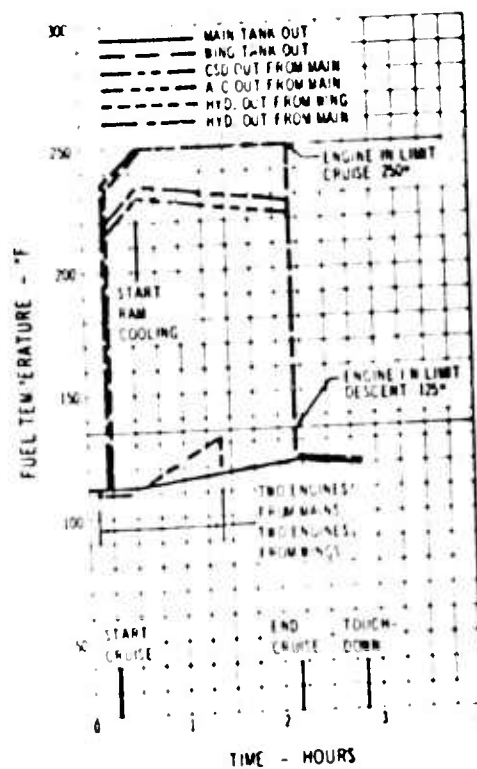 300
MAIN TANK OUT
WING TANK OUT
CSD OUT FROM MAIN
A/C OUT FROM MAIN
HYD. OUT FROM WING
HYD. OUT FROM MAIN
250
ENGINE IN LIMIT
CRUISE 250°
200
START
RAM
COOLING
FUEL TEMPERATURE - °F
150
ENGINE IN LIMIT
DESCENT 125°
100
TWO ENGINES
FROM MAINS
TWO ENGINES
FROM WINGS
50
START
CRUISE
END
CRUISE
TOUCH-
DOWN
0
1
2
3
TIME - HOURS